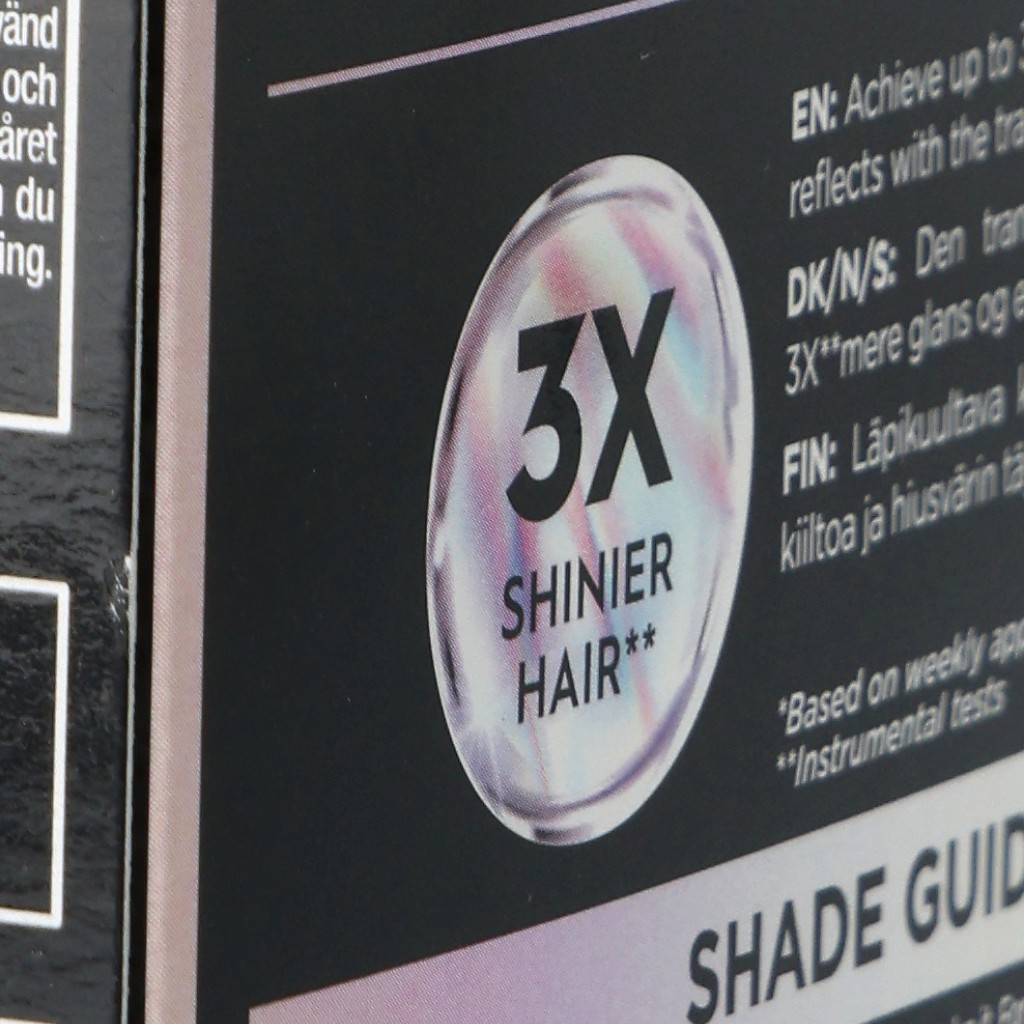 vänd
och
året
du
ing.
3X
SHINIER
HAIR**
EN: Achieve up to
reflects with the
DK/N/S: Den
3X**mere glans og
FIN: Läpikuultava
kiiltoa ja hiusvärin
*Based on weekly
**Instrumental tests
SHADE GUID